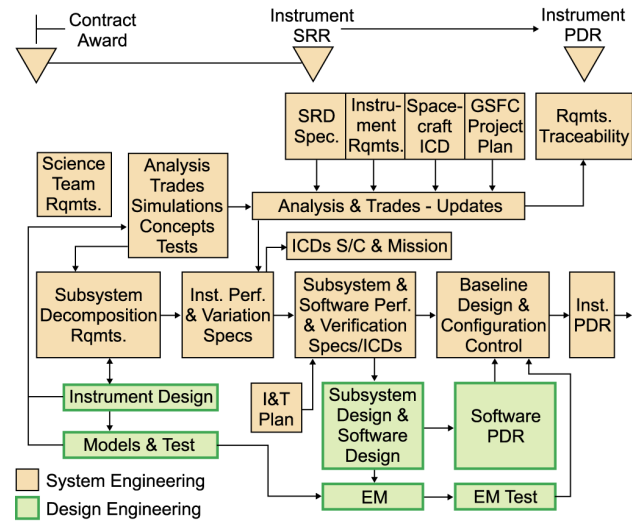 Contract
Award
Instrument
SRR
Instrument
PDR
SRD
Spec.
Instru-
ment
Rqmts.
Space-
craft
ICD
GSFC
Project
Plan
Rqmts.
Traceability
Science
Team
Rqmts.
Analysis
Trades
Simulations
Concepts
Tests
Analysis & Trades - Updates
ICDs S/C & Mission
Subsystem
Decomposition
Rqmts.
Inst. Perf.
& Variation
Specs
Subsystem &
Software Perf.
& Verification
Specs/ICDs
Baseline
Design &
Configuration
Control
Inst.
PDR
Instrument Design
I&T
Plan
Subsystem
Design &
Software
Design
Software
PDR
Models & Test
EM
EM Test
System Engineering
Design Engineering